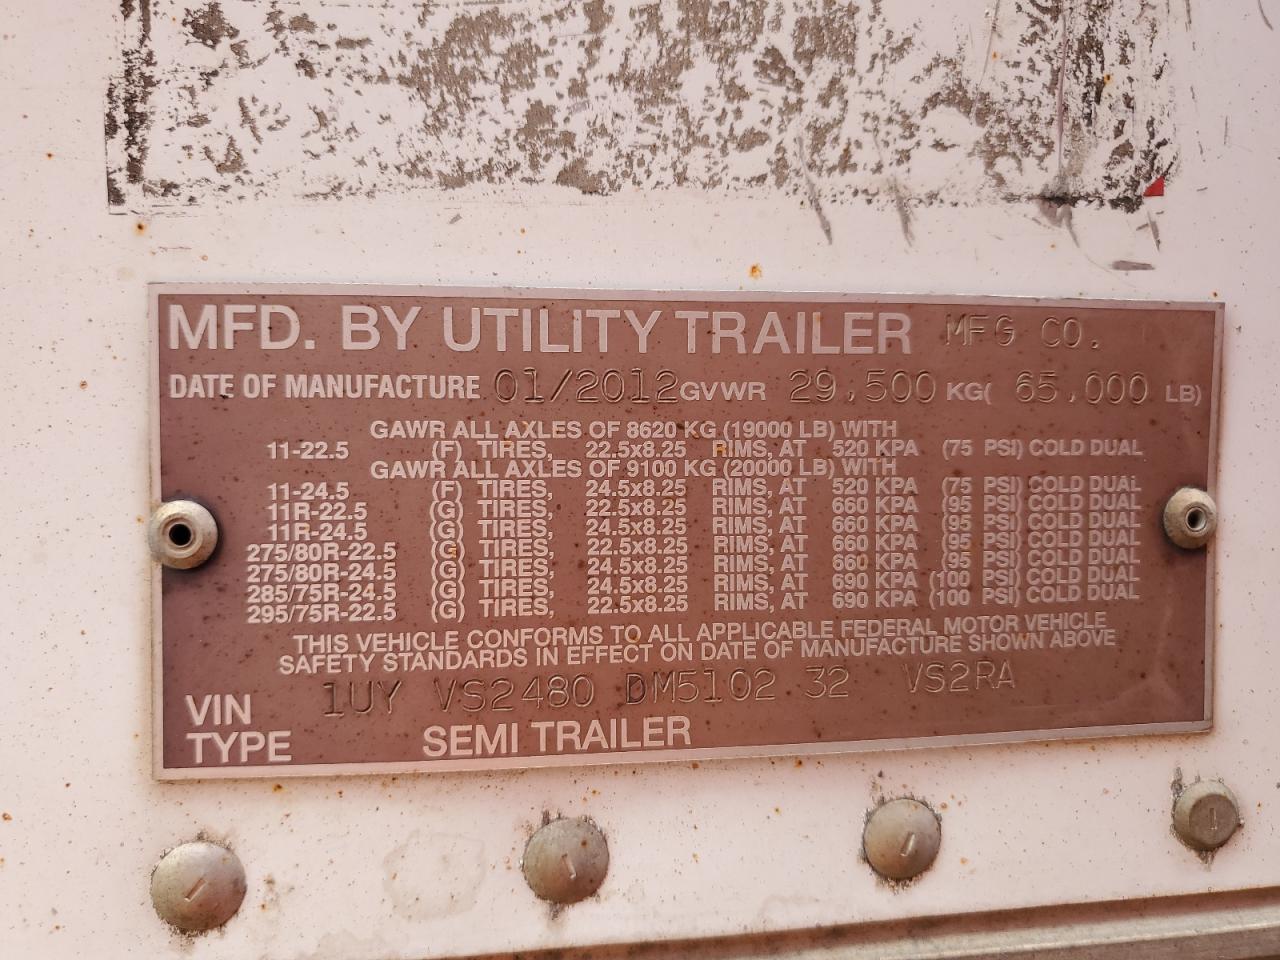 MFD. BY UTILITY TRAILER MFG CO.
DATE OF MANUFACTURE 01/2012 GVWR 29,500 KG( 65,000 LB)
GAWR ALL AXLES OF 8620 KG (19000 LB) WITH
11-22.5 (F) TIRES, 22.5x8.25 RIMS, AT 520 KPA (75 PSI) COLD DUAL
GAWR ALL AXLES OF 9100 KG (20000 LB) WITH
11-24.5 (F) TIRES, 24.5x8.25 RIMS, AT 520 KPA (75 PSI) COLD DUAL
11R-22.5 (G) TIRES, 22.5x8.25 RIMS, AT 660 KPA (95 PSI) COLD DUAL
11R-24.5 (G) TIRES, 24.5x8.25 RIMS, AT 660 KPA (95 PSI) COLD DUAL
275/80R-22.5 (G) TIRES, 22.5x8.25 RIMS, AT 660 KPA (95 PSI) COLD DUAL
275/80R-24.5 (G) TIRES, 24.5x8.25 RIMS, AT 660 KPA (95 PSI) COLD DUAL
285/75R-24.5 (G) TIRES, 24.5x8.25 RIMS, AT 690 KPA (100 PSI) COLD DUAL
295/75R-22.5 (G) TIRES, 22.5x8.25 RIMS, AT 690 KPA (100 PSI) COLD DUAL
THIS VEHICLE CONFORMS TO ALL APPLICABLE FEDERAL MOTOR VEHICLE
SAFETY STANDARDS IN EFFECT ON DATE OF MANUFACTURE SHOWN ABOVE
VIN 1UY VS2480 DM5102 32 VS2RA
TYPE SEMI TRAILER